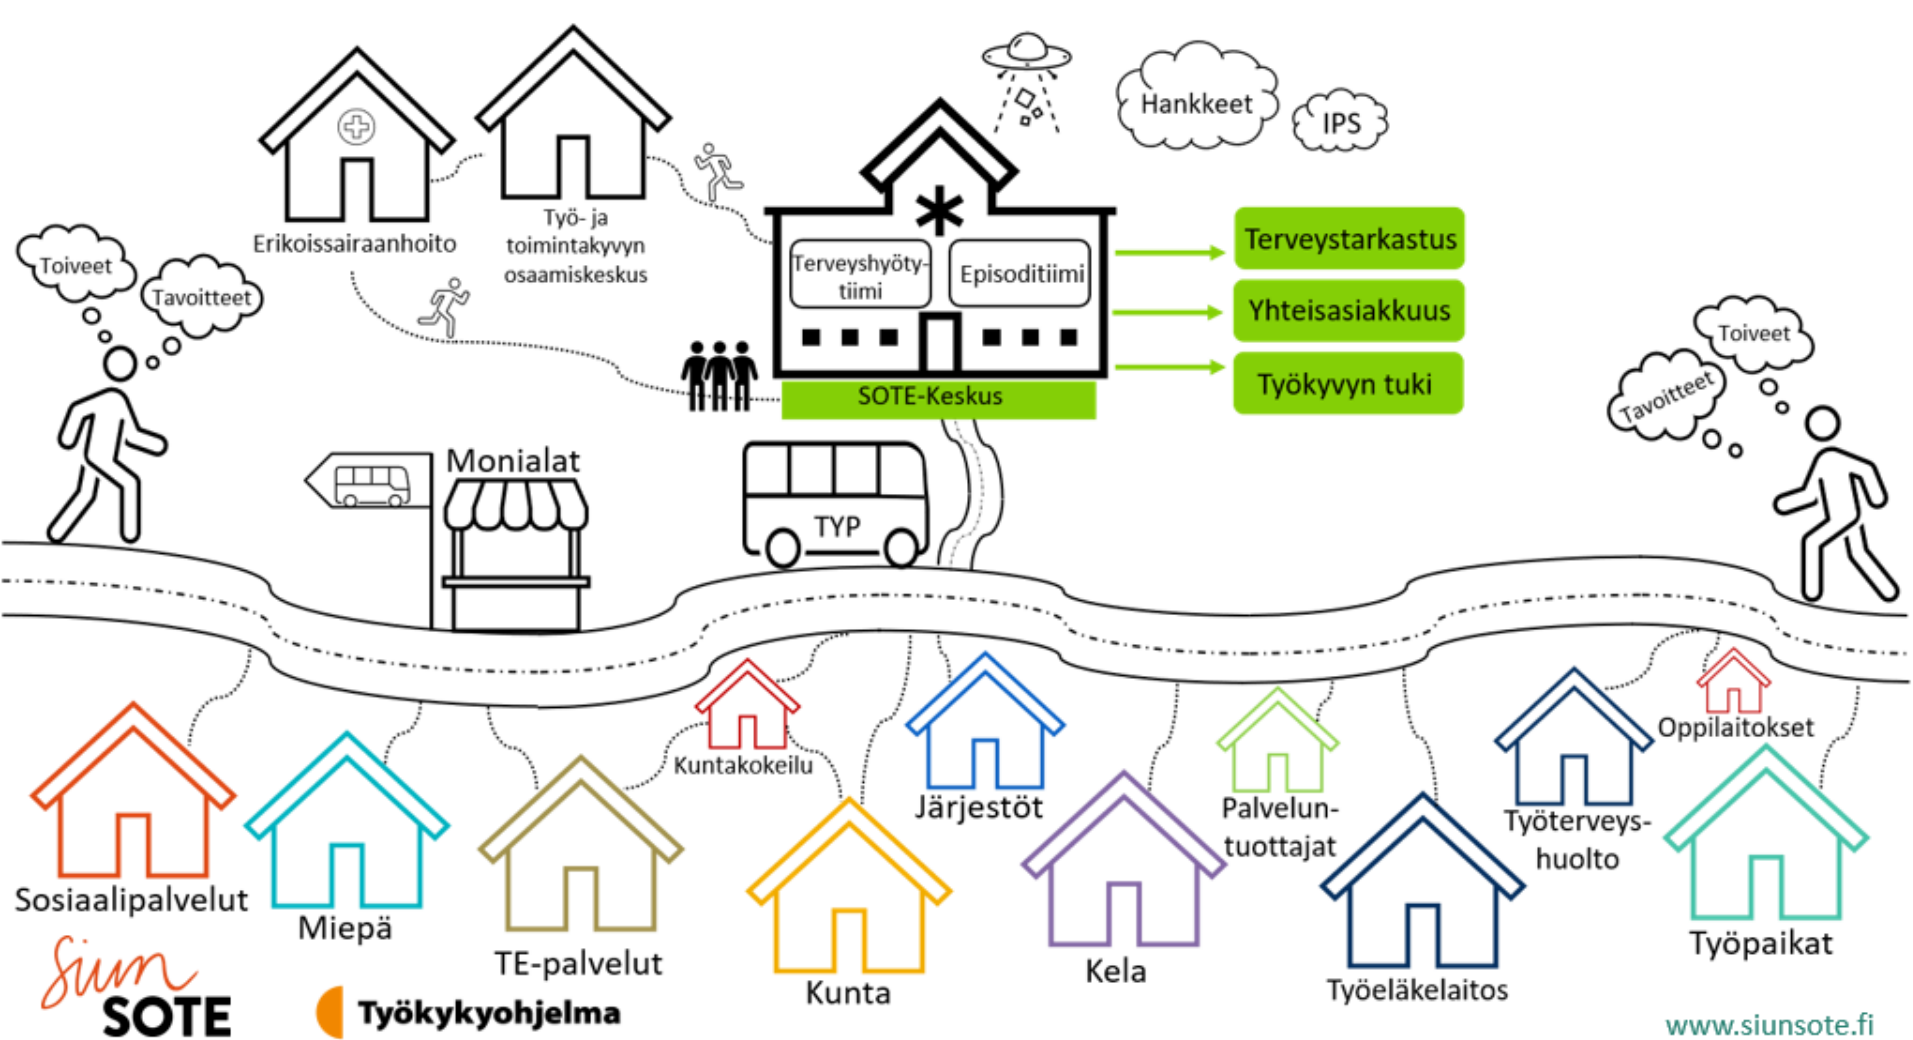 Hankkeet
IPS
Erikoissairaanhoito
Työ- ja
toimintakyvyn
osaamiskeskus
Toiveet
Tavoitteet
Terveyshyöty-
tiimi
Episoditiimi
SOTE-Keskus
Terveystarkastus
Yhteisasiakkuus
Työkyvyn tuki
Toiveet
Tavoitteet
Monialat
TYP
Sosiaalipalvelut
Miepä
TE-palvelut
Kuntakokeilu
Kunta
Järjestöt
Kela
Palvelun-
tuottajat
Työeläkelaitos
Työterveys-
huolto
Oppilaitokset
Työpaikat
Siun
SOTE
Työkykyohjelma
www.siunsote.fi